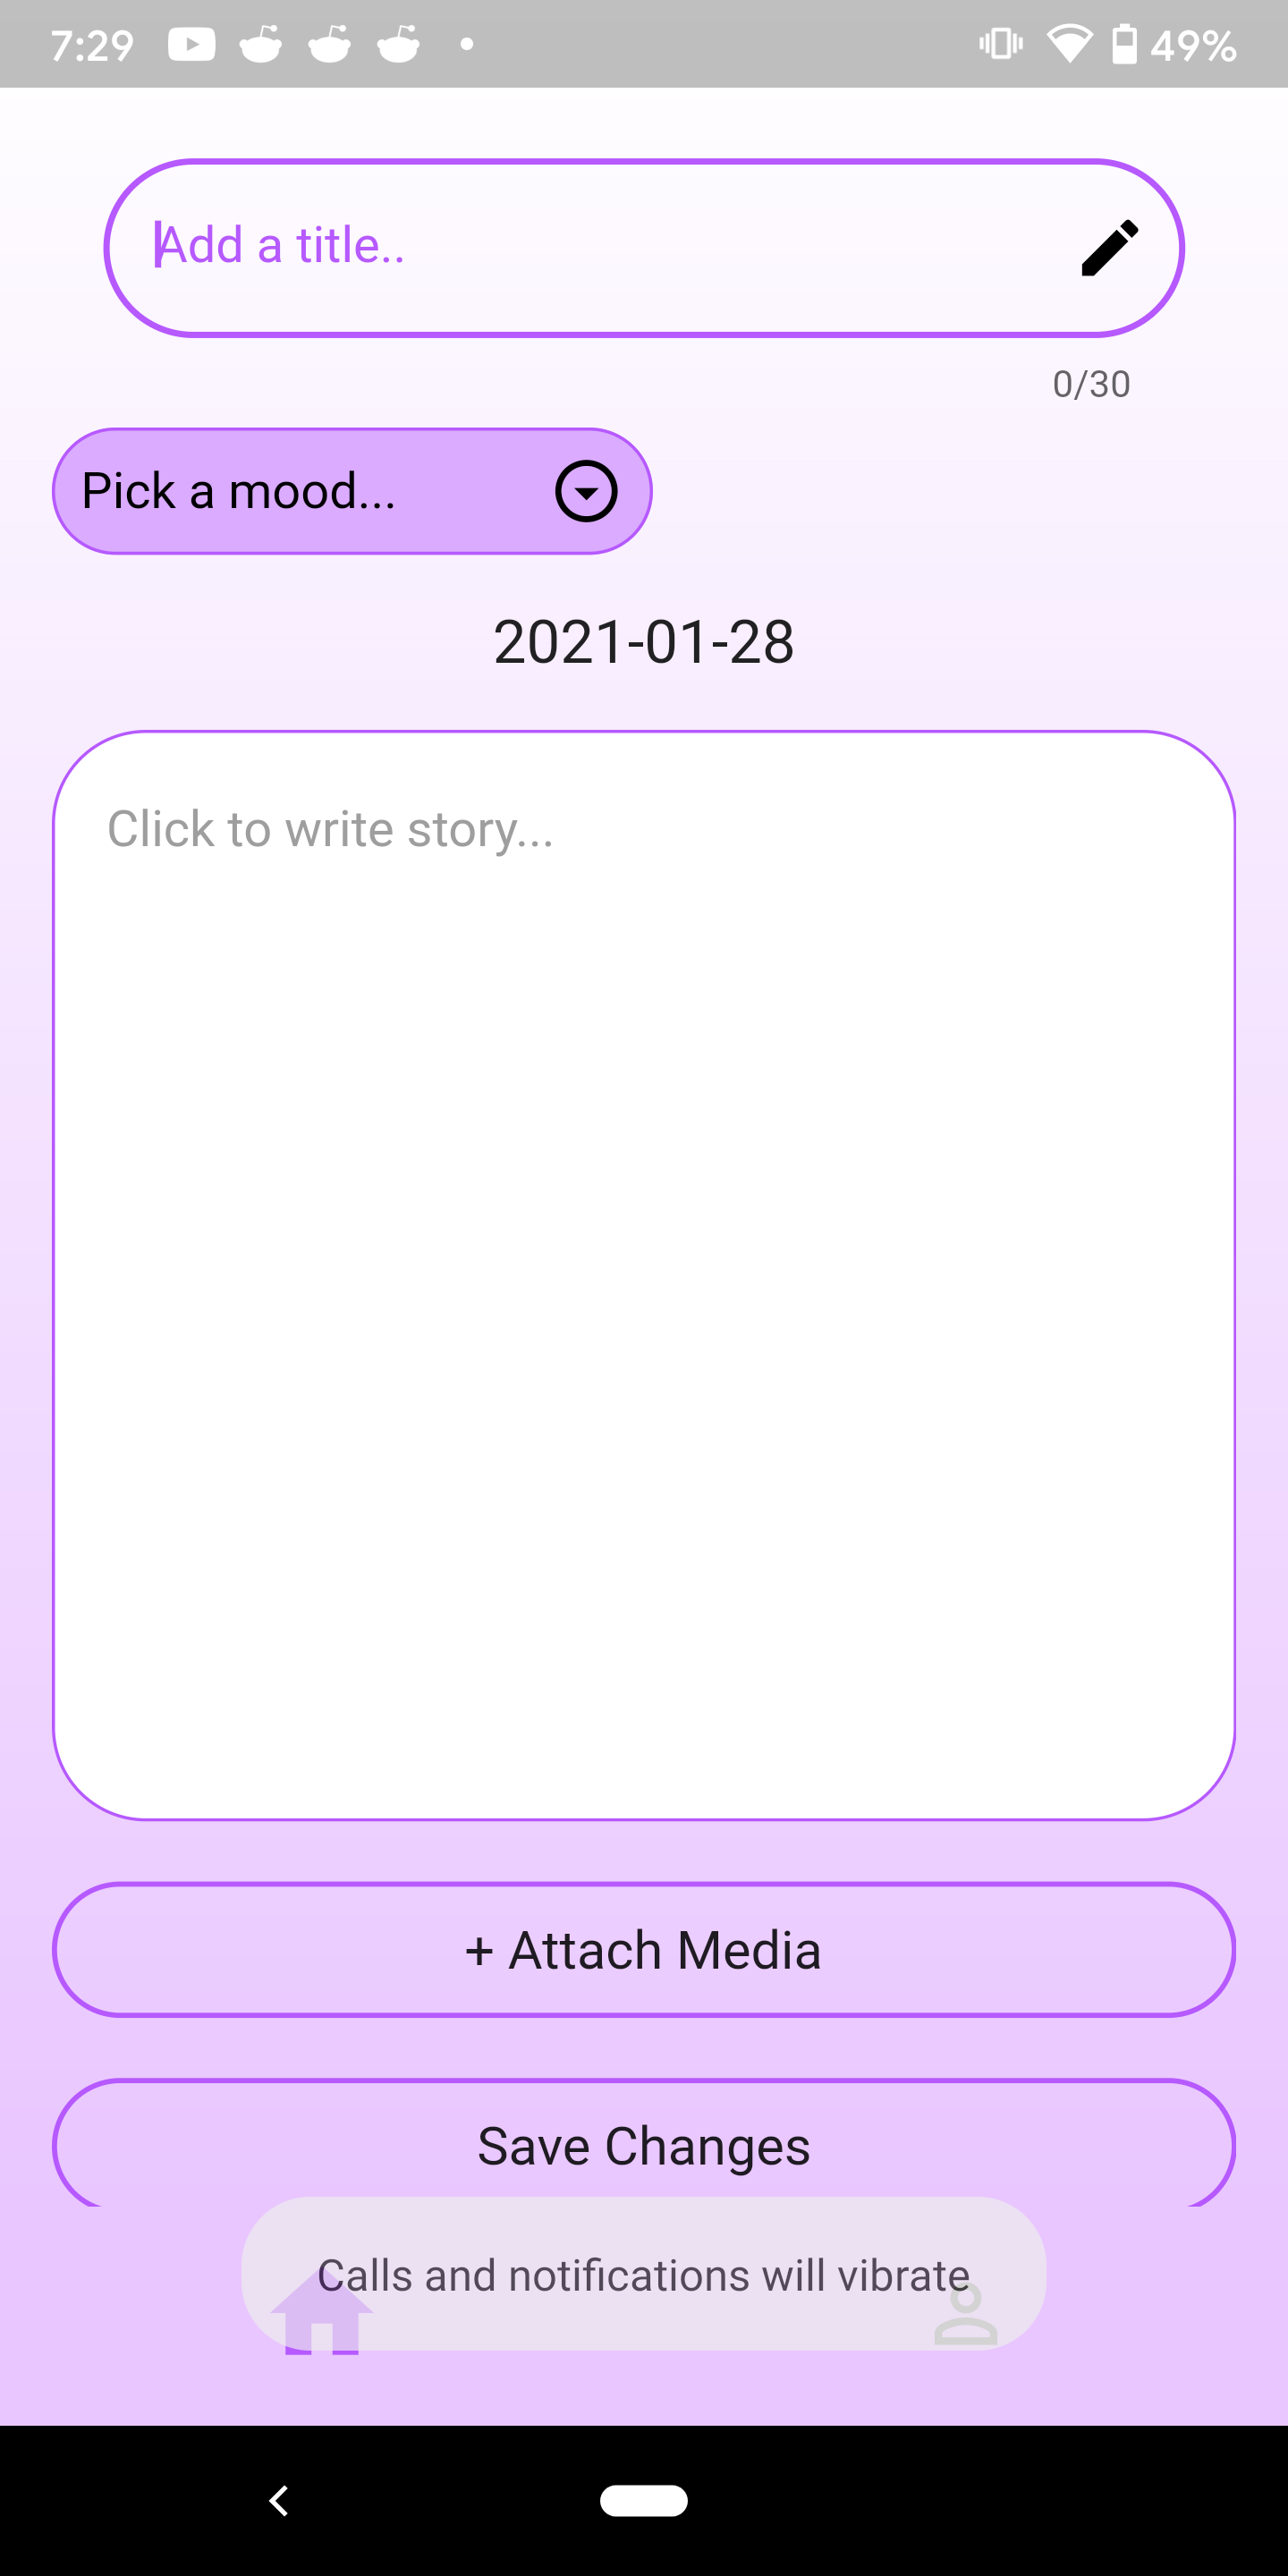 7:29
49%
Add a title..
0/30
Pick a mood...
2021-01-28
Click to write story...
+ Attach Media
Save Changes
Calls and notifications will vibrate